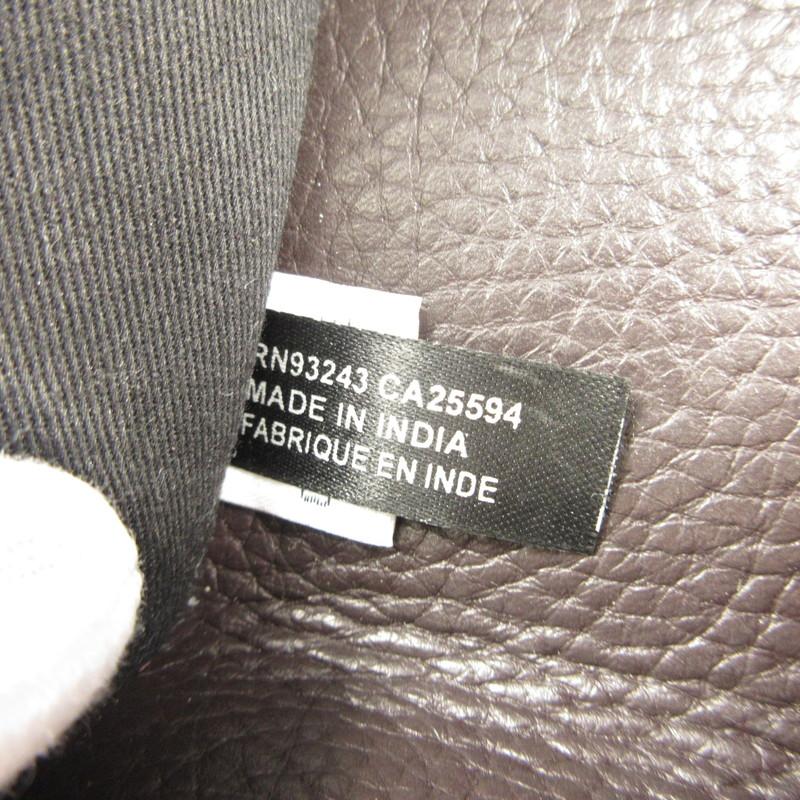 RN93243 CA25594
MADE IN INDIA
FABRIQUE EN INDE